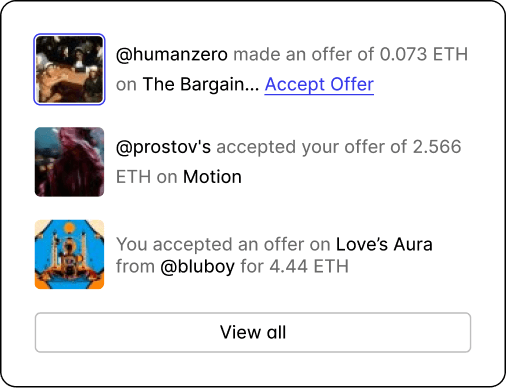 @humanzero made an offer of 0.073 ETH
on The Bargain... Accept Offer
@prostov's accepted your offer of 2.566
ETH on Motion
You accepted an offer on Love’s Aura
from @bluboy for 4.44 ETH
View all